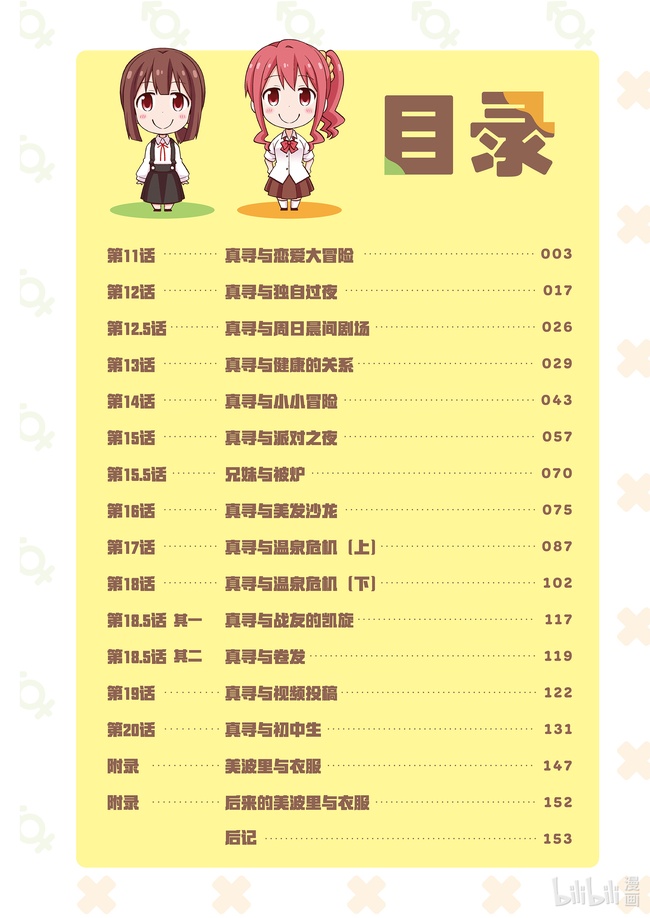 目录
第11话 真寻与恋爱大冒险 003
第12话 真寻与独自过夜 017
第12.5话 真寻与周日晨间剧场 026
第13话 真寻与健康的关系 029
第14话 真寻与小小冒险 043
第15话 真寻与派对之夜 057
第15.5话 兄妹与被炉 070
第16话 真寻与美发沙龙 075
第17话 真寻与温泉危机（上） 087
第18话 真寻与温泉危机（下） 102
第18.5话 其一 真寻与战友的凯旋 117
第18.5话 其二 真寻与卷发 119
第19话 真寻与视频投稿 122
第20话 真寻与初中生 131
附录 美波里与衣服 147
附录 后来的美波里与衣服 152
后记 153
bilibili 漫画